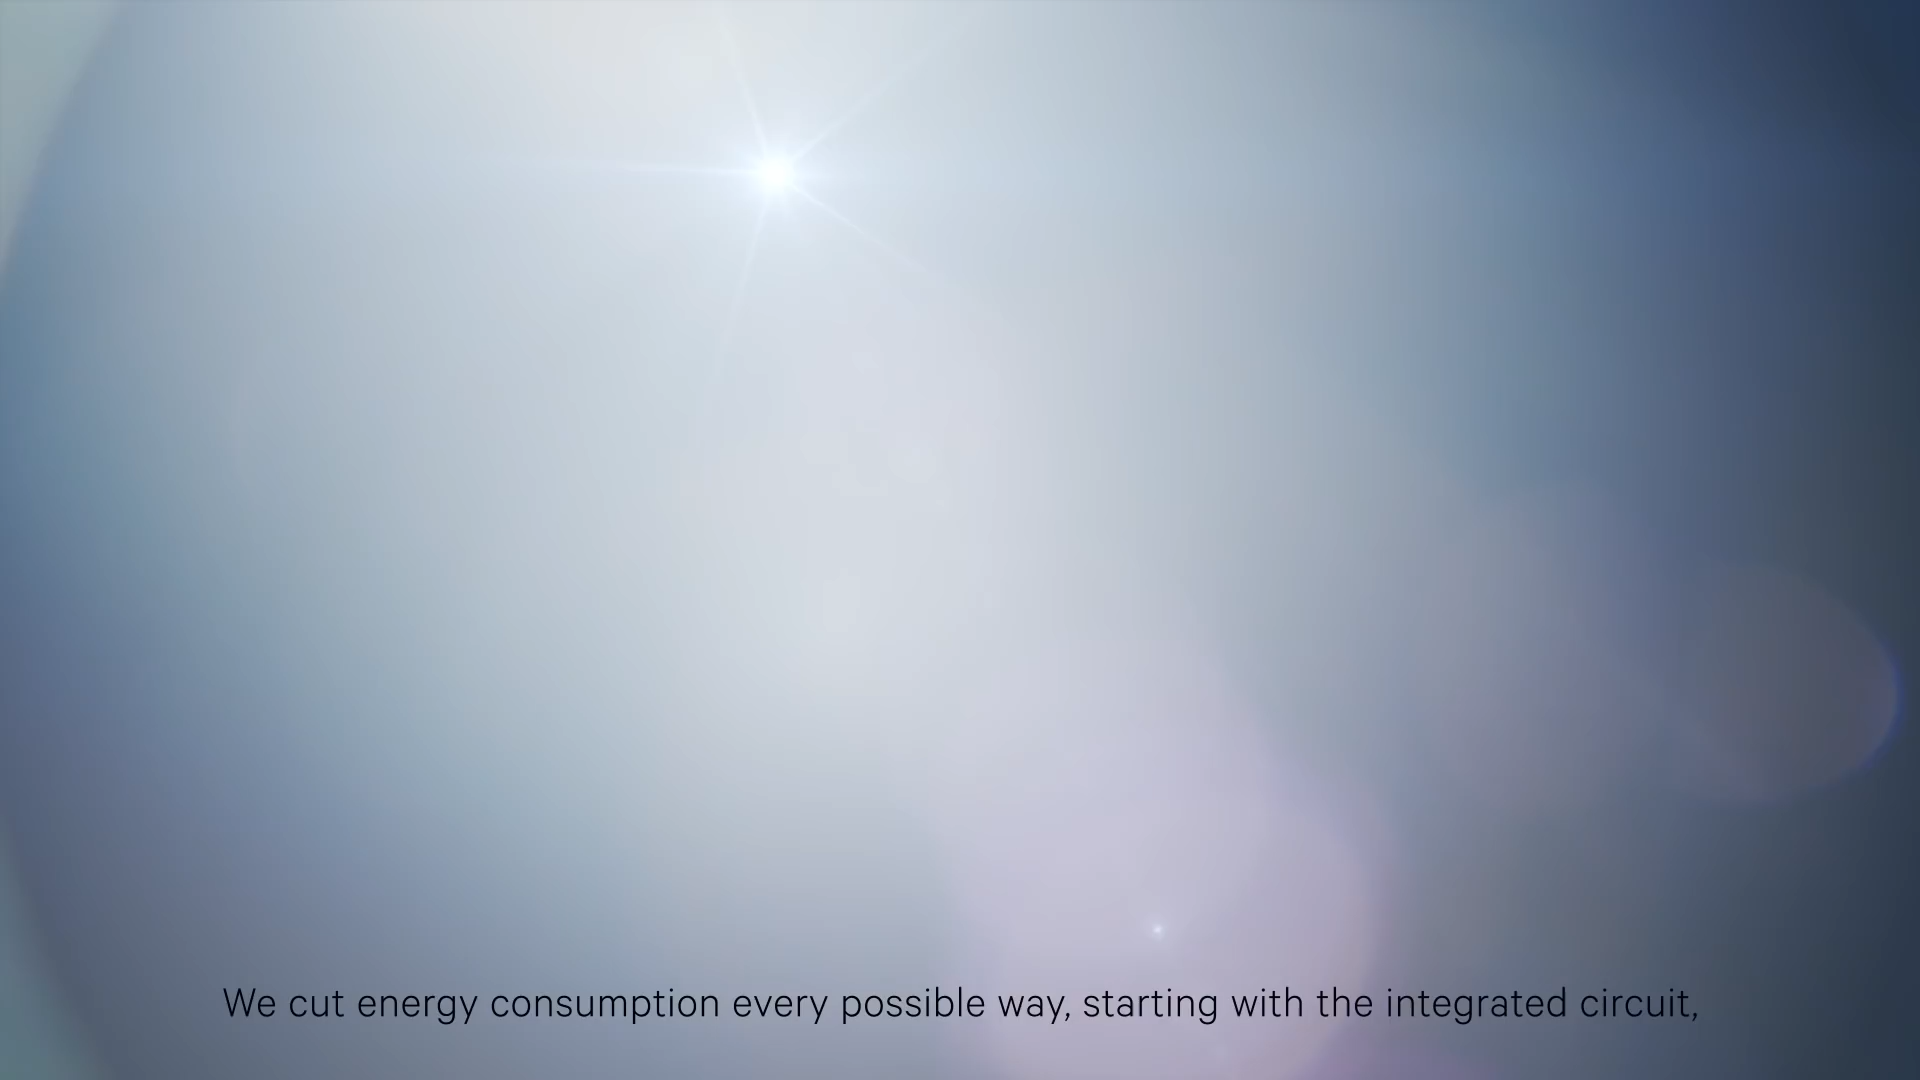 We cut energy consumption every possible way, starting with the integrated circuit,